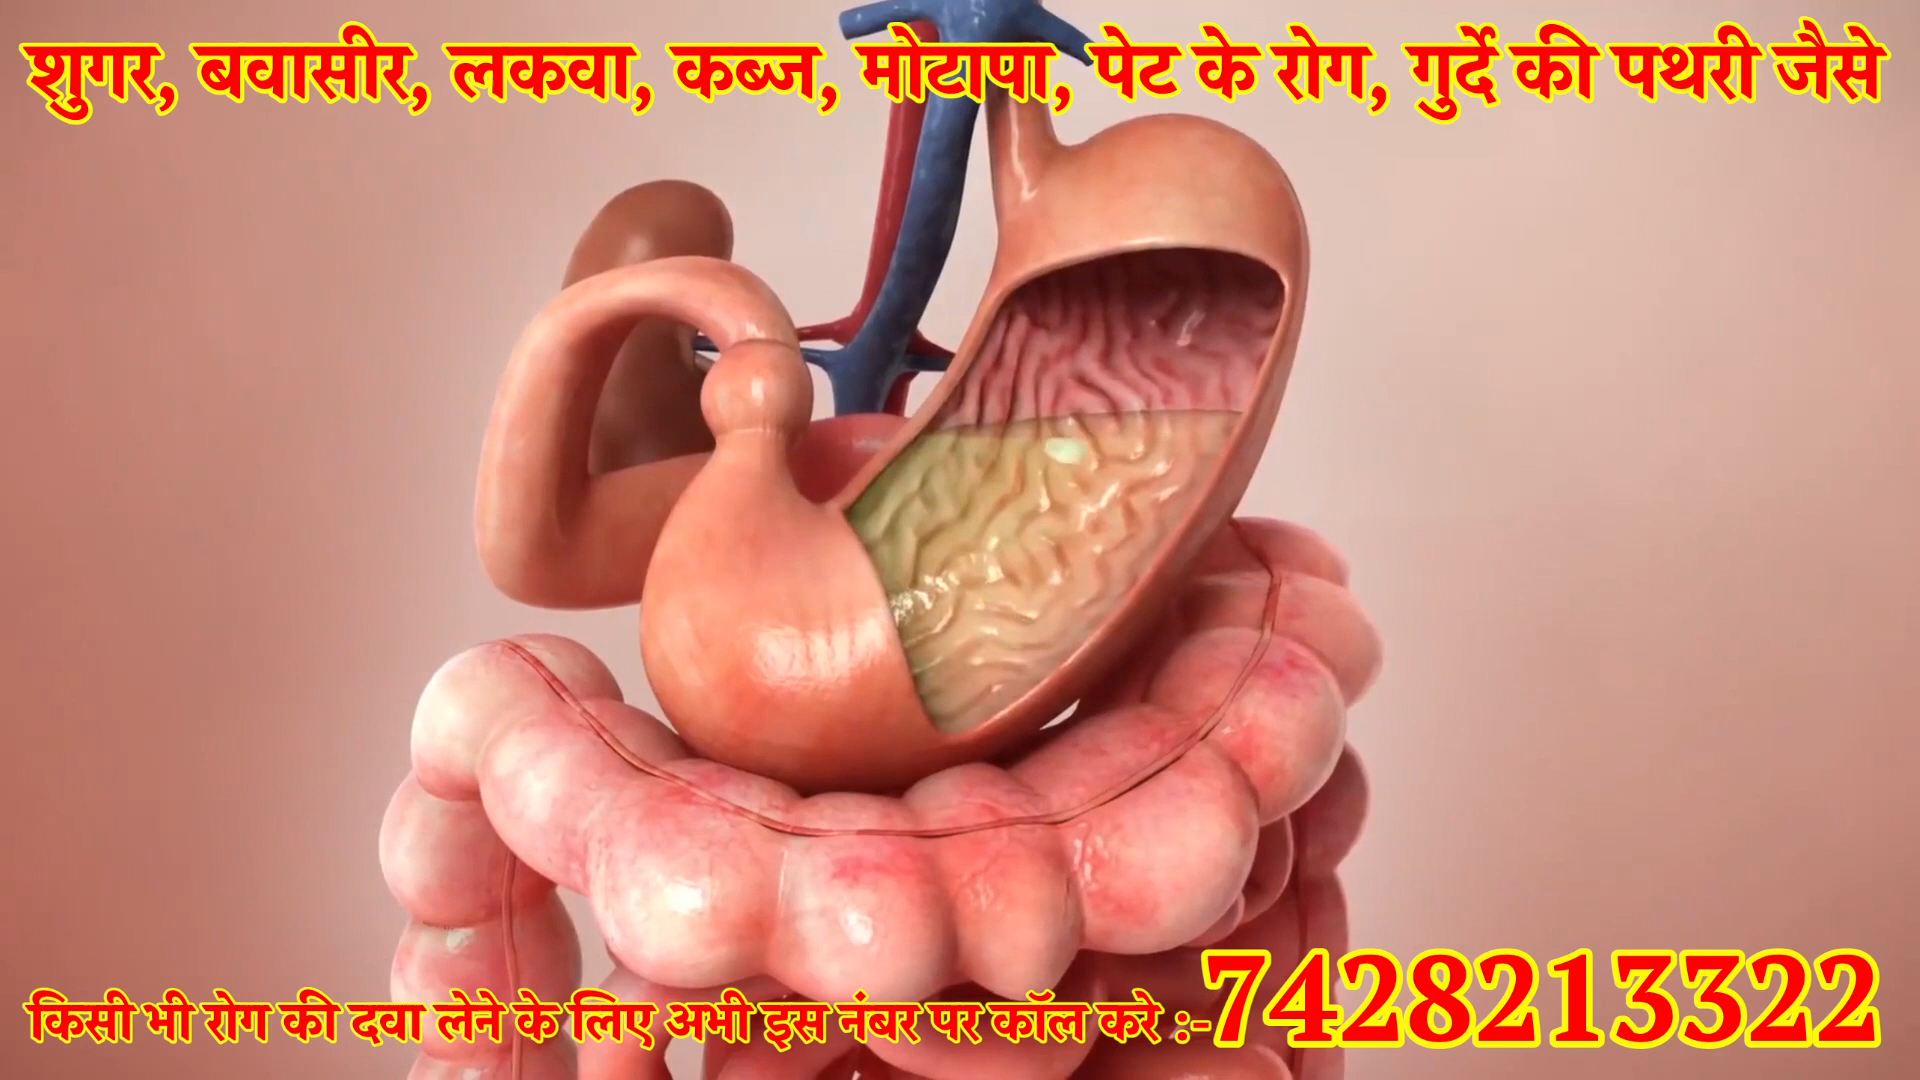 शुगर, बवासीर, लकवा, कब्ज, मोटापा, पेट के रोग, गुर्दे की पथरी जैसे
किसी भी रोग की दवा लेने के लिए अभी इस नंबर पर कॉल करे :-7428213322